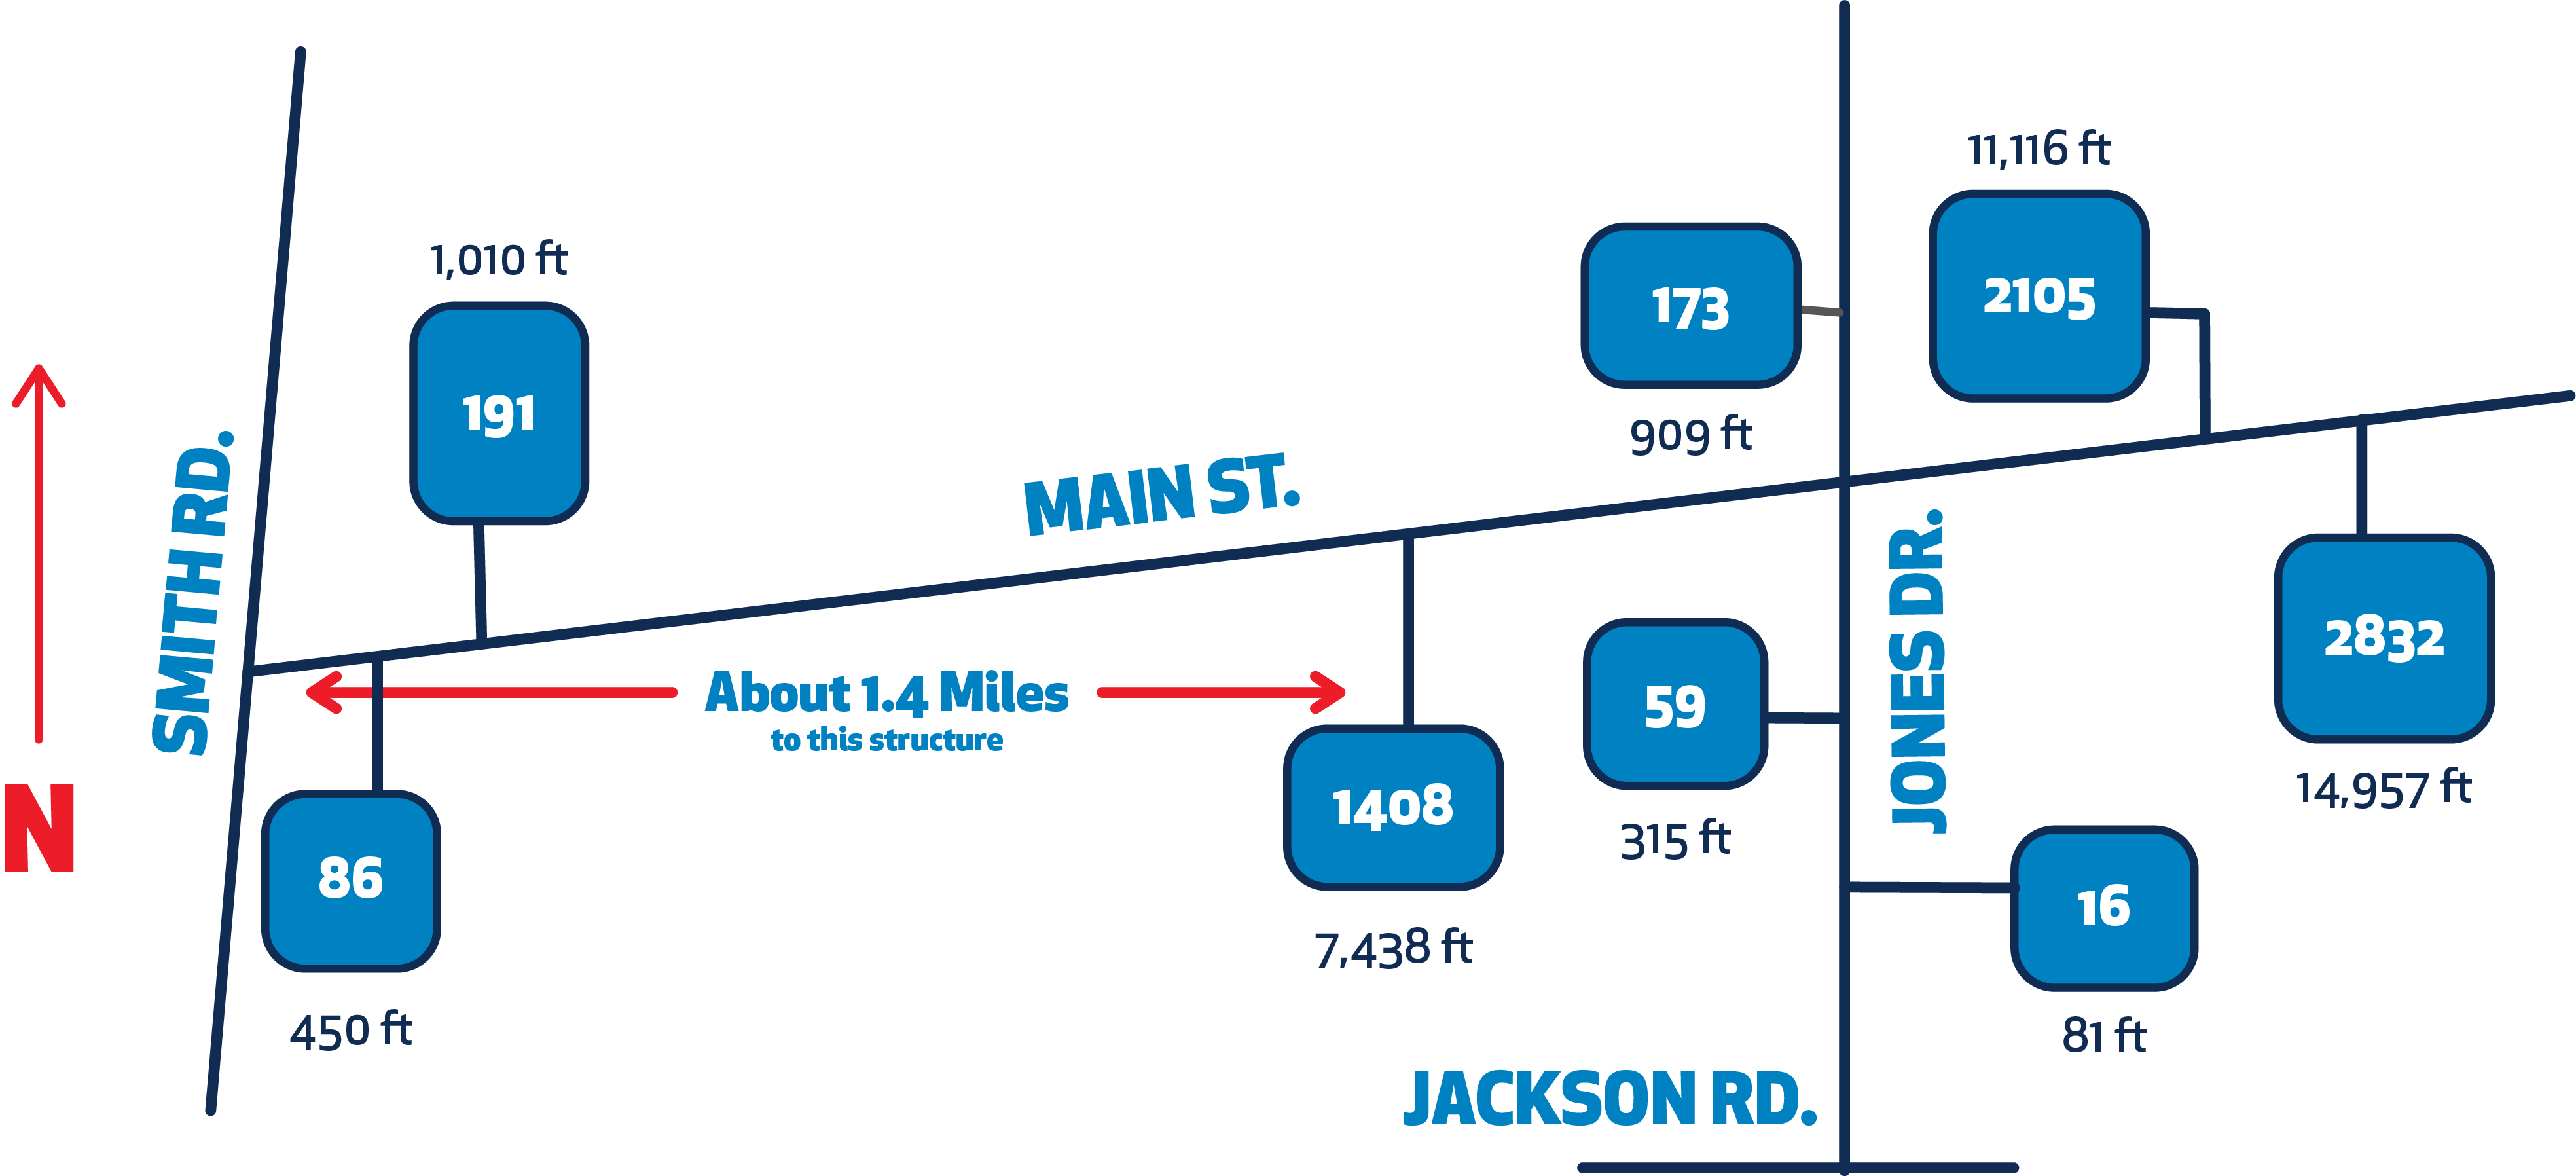 11,116 ft
1,010 ft
173
2105
191
909 ft
SMITH RD.
MAIN ST.
JONES DR.
About 1.4 Miles
to this structure
59
2832
1408
315 ft
14,957 ft
86
16
7,438 ft
450 ft
81 ft
N
JACKSON RD.